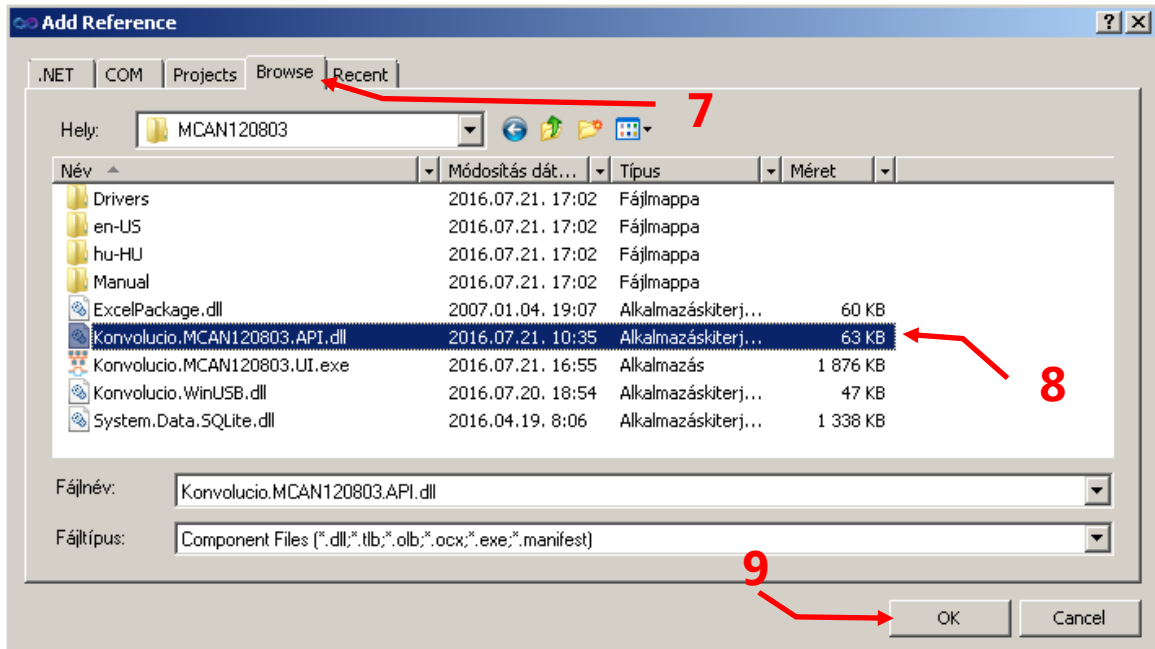 Add Reference
.NET COM Projects Browse Recent
7
Hely: MCAN120803
Név Módosítás dát... Típus Méret
Drivers 2016.07.21. 17:02 Fájlmappa
en-US 2016.07.21. 17:02 Fájlmappa
hu-HU 2016.07.21. 17:02 Fájlmappa
Manual 2016.07.21. 17:02 Fájlmappa
ExcelPackage.dll 2007.01.04. 19:07 Alkalmazáskiterj... 60 KB
Konvolucio.MCAN120803.API.dll 2016.07.21. 10:35 Alkalmazáskiterj... 63 KB
Konvolucio.MCAN120803.UI.exe 2016.07.21. 16:55 Alkalmazás 1 876 KB
8
Konvolucio.WinUSB.dll 2016.07.20. 18:54 Alkalmazáskiterj... 47 KB
System.Data.SQLite.dll 2016.04.19. 8:06 Alkalmazáskiterj... 1 338 KB
Fájlnév: Konvolucio.MCAN120803.API.dll
Fájltípus: Component Files (*.dll;*.tlb;*.olb;*.ocx;*.exe;*.manifest)
9
OK Cancel